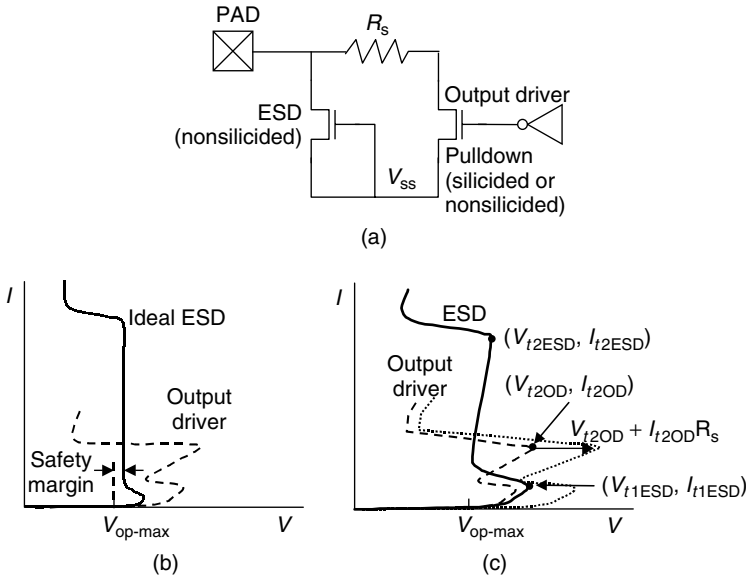 PAD
Rs
ESD
(nonsilicided)
Output driver
Pulldown
(silicided or
nonsilicided)
Vss
(a)
I
Ideal ESD
Output
driver
Safety
margin
Vop-max
V
(b)
I
ESD
(Vt2ESD, It2ESD)
Output
driver
(Vt2OD, It2OD)
Vt2OD + It2ODRs
(Vt1ESD, It1ESD)
Vop-max
V
(c)